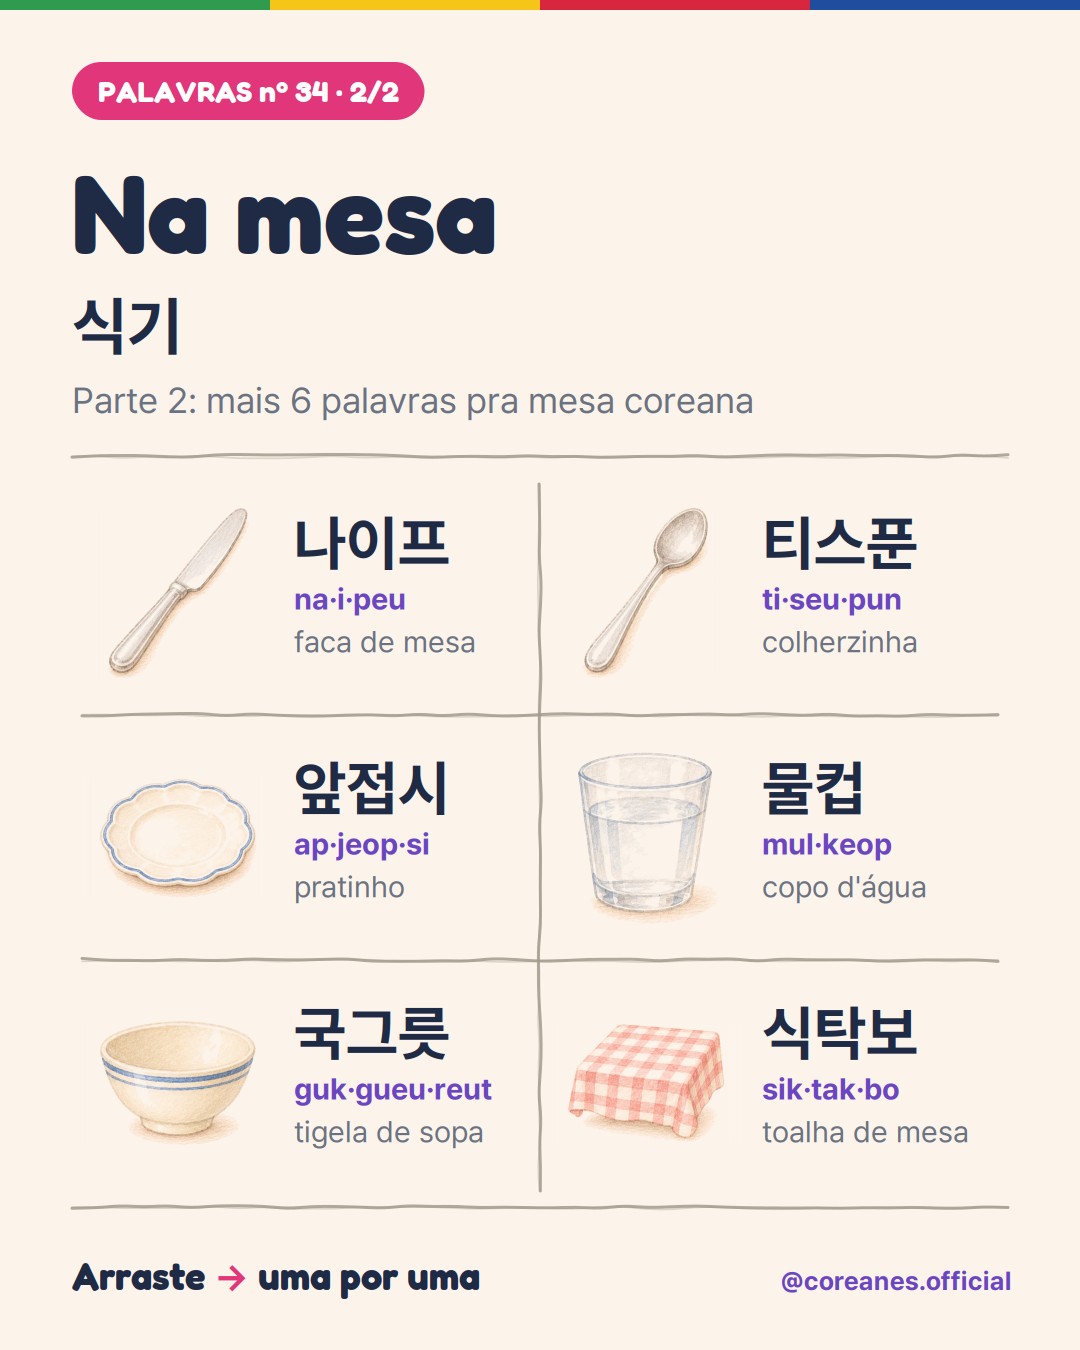 PALAVRAS nº 34 · 2/2
Na mesa
식기
Parte 2: mais 6 palavras pra mesa coreana
나이프
na·i·peu
faca de mesa
티스푼
ti·seu·pun
colherzinha
앞접시
ap·jeop·si
pratinho
물컵
mul·keop
copo d'água
국그릇
guk·gueu·reut
tigela de sopa
식탁보
sik·tak·bo
toalha de mesa
Arraste → uma por uma
@coreanes.official